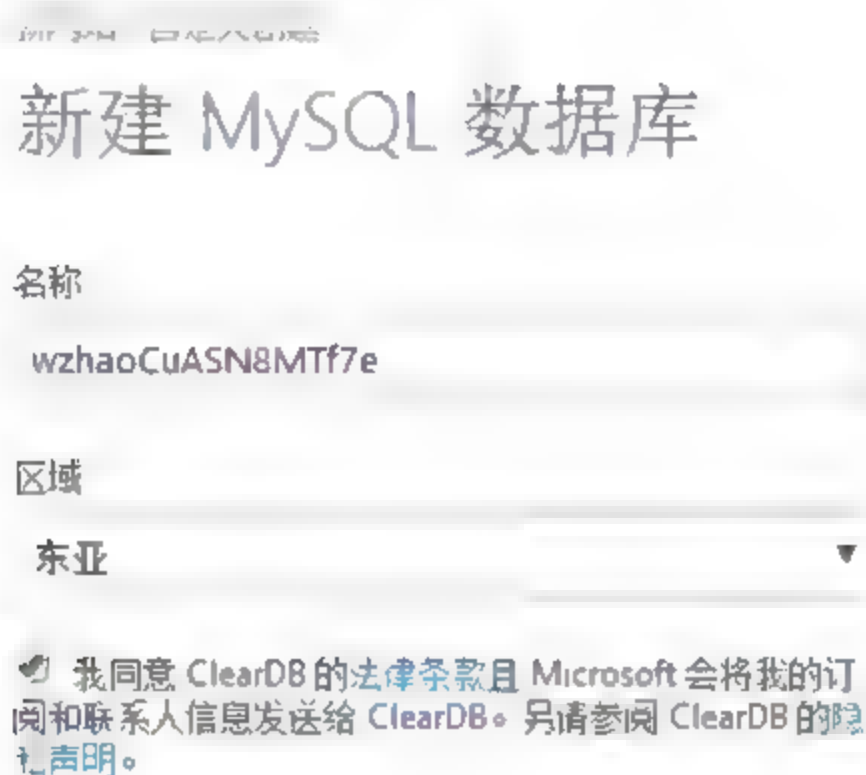 新建 MySQL 数据库
名称
wzhaoCuASN8MTf7e
区域
东亚
我同意 ClearDB 的法律条款且 Microsoft 会将我的订
阅和联系人信息发送给 ClearDB。另请参阅 ClearDB 的隐
私声明。